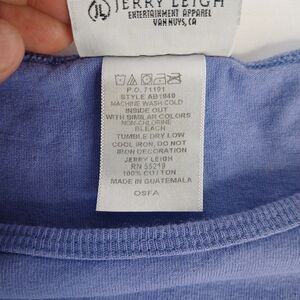 JERRY LEIGH
ENTERTAINMENT APPAREL
VAN NUYS, CA
P.O. 71191
STYLE AB1040
MACHINE WASH COLD
INSIDE OUT
WITH SIMILAR COLORS
NON-CHLORINE
BLEACH
TUMBLE DRY LOW
COOL IRON, DO NOT
IRON DECORATION
JERRY LEIGH
RN 55219
100% COTTON
MADE IN GUATEMALA
OSFA